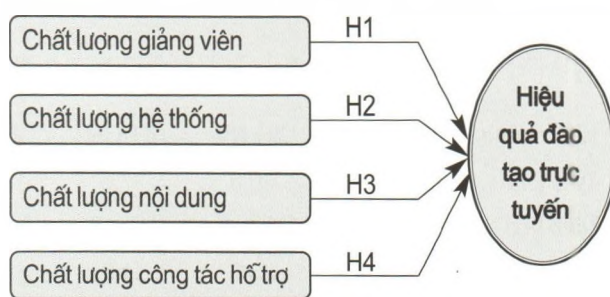 Chất lượng giảng viên
H1
Chất lượng hệ thống
H2
Chất lượng nội dung
H3
Chất lượng công tác hỗ trợ
H4
Hiệu
quả đào
tạo trực
tuyến